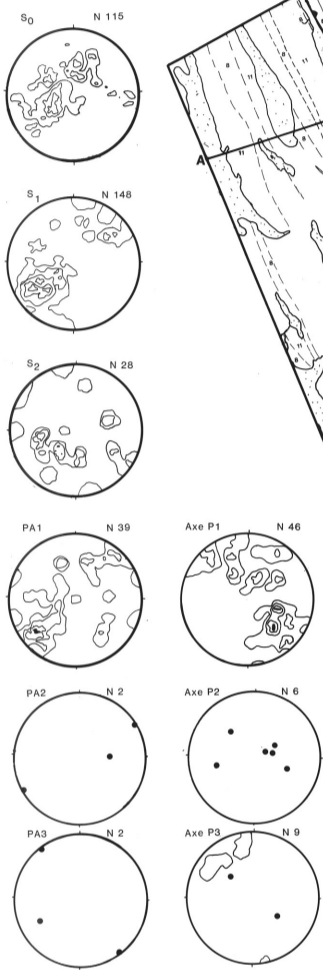 S0 N 115
A
S1 N 148
S2 N 28
PA1 N 39 Axe P1 N 46
PA2 N 2 Axe P2 N 6
PA3 N 2 Axe P3 N 9